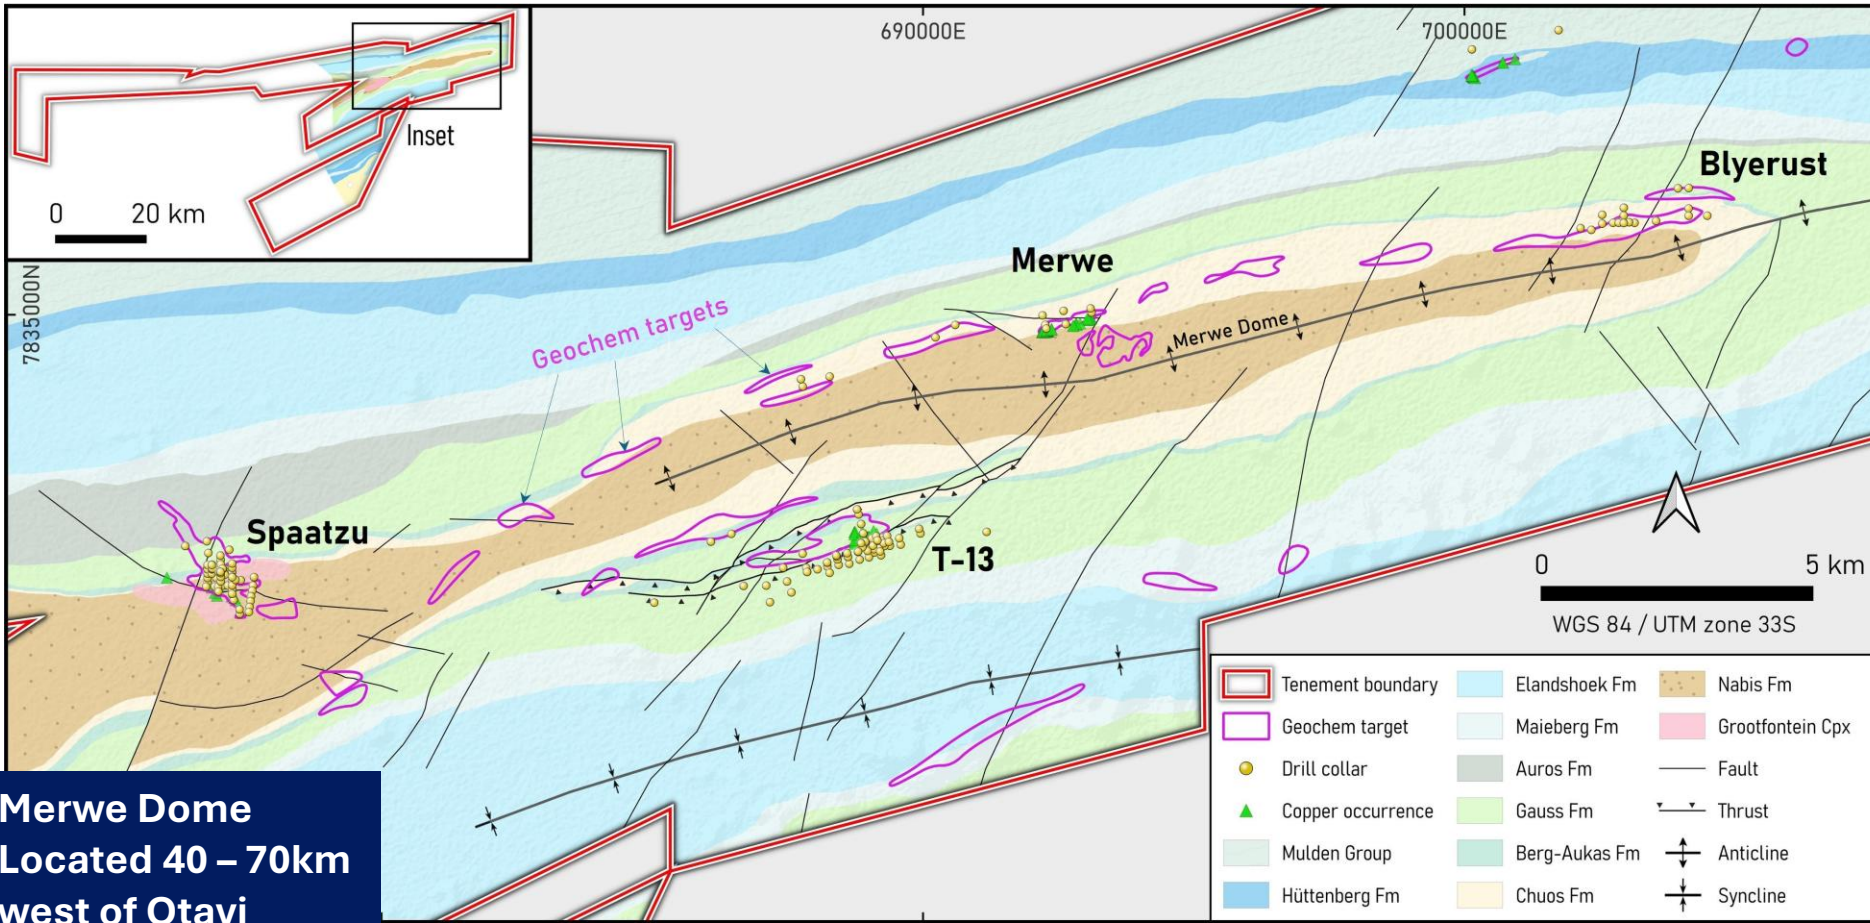 0 20 km
Inset
690000E
700000E
7835000N
Blyerust
Merwe
Geochem targets
Merwe Dome
Spaatzu
T-13
0 5 km
WGS 84 / UTM zone 33S
Tenement boundary
Geochem target
Drill collar
Copper occurrence
Mulden Group
Hüttenberg Fm
Elandshoek Fm
Maieberg Fm
Auros Fm
Gauss Fm
Berg-Aukas Fm
Chuos Fm
Nabis Fm
Grootfontein Cpx
Fault
Thrust
Anticline
Syncline
Merwe Dome
Located 40 – 70km
west of Otavi